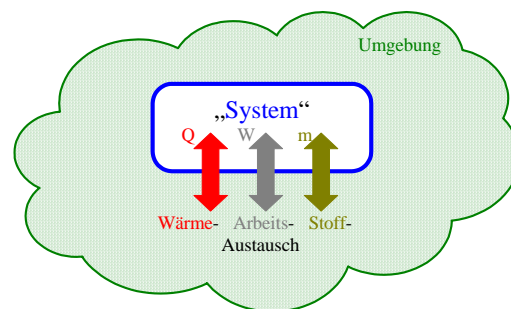 Umgebung
„System“
Q W m
Wärme- Arbeits- Stoff-
Austausch